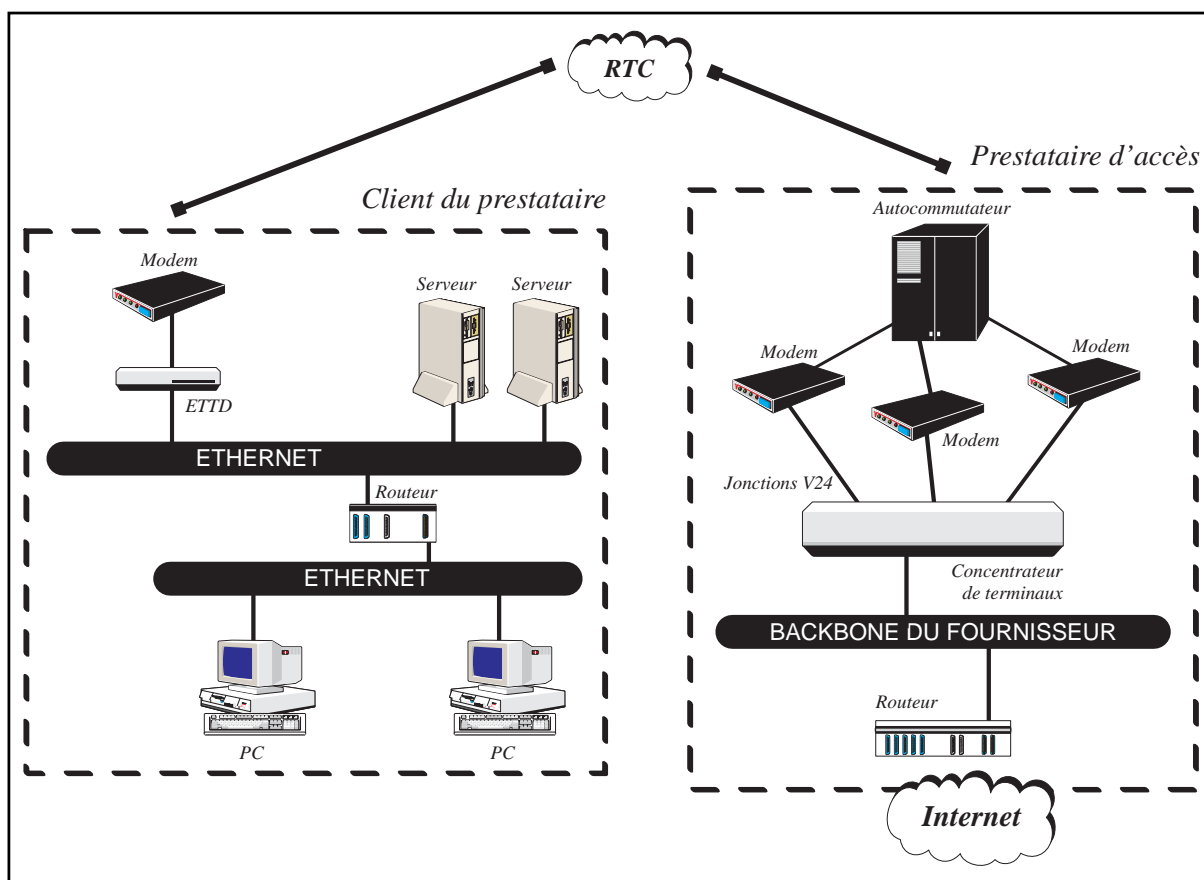 RTC
Prestataire d'accès
Client du prestataire
Autocommutateur
Modem
Serveur
Serveur
Modem
Modem
ETTD
Modem
ETHERNET
Jonctions V24
Routeur
ETHERNET
Concentrateur
de terminaux
BACKBONE DU FOURNISSEUR
Routeur
PC
PC
Internet